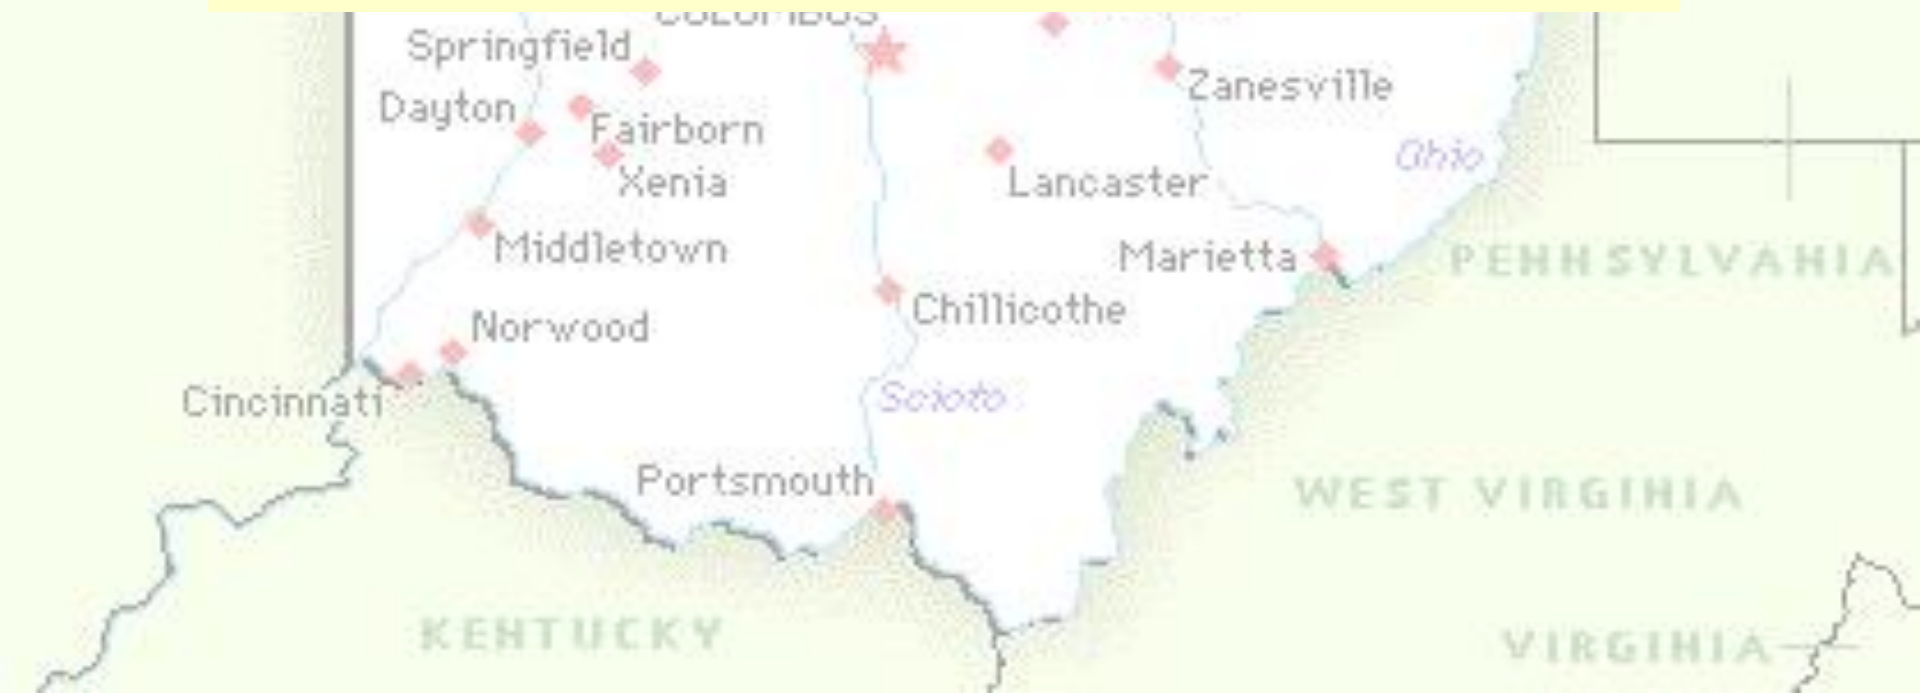 COLUMBUS
Springfield
Zanesville
Dayton
Fairborn
Ohio
Xenia
Lancaster
Middletown
Marietta
PENNSYLVANIA
Chillicothe
Norwood
Cincinnati
Scioto
Portsmouth
WEST VIRGINIA
KENTUCKY
VIRGINIA